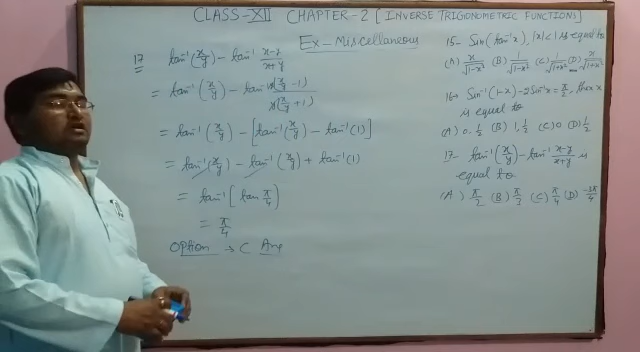 CLASS-XII CHAPTER-2 [INVERSE TRIGONOMETRIC FUNCTIONS]
Ex-Miscellaneous
17 tan⁻¹(x/y) - tan⁻¹ (x-y)/(x+y)
= tan⁻¹(x/y) - tan⁻¹ y(x/y - 1)/y(x/y + 1)
= tan⁻¹(x/y) - [tan⁻¹(x/y) - tan⁻¹(1)]
= tan⁻¹(x/y) - tan⁻¹(x/y) + tan⁻¹(1)
= tan⁻¹[tan π/4)
= π/4
Option → C Ans
15- Sin(tan⁻¹x), |x|<1 is equal to
(A) x/√(1-x²) (B) 1/√(1-x²) (C) 1/√(1+x²) (D) x/√(1+x²)
16- Sin⁻¹(1-x)-2Sin⁻¹x = π/2, then x
is equal to
(A) 0, 1/2 (B) 1, 1/2 (C) 0 (D) 1/2
17- tan⁻¹(x/y) - tan⁻¹ (x-y)/(x+y) is
equal to
(A) π/2 (B) π/3 (C) π/4 (D) -3π/4